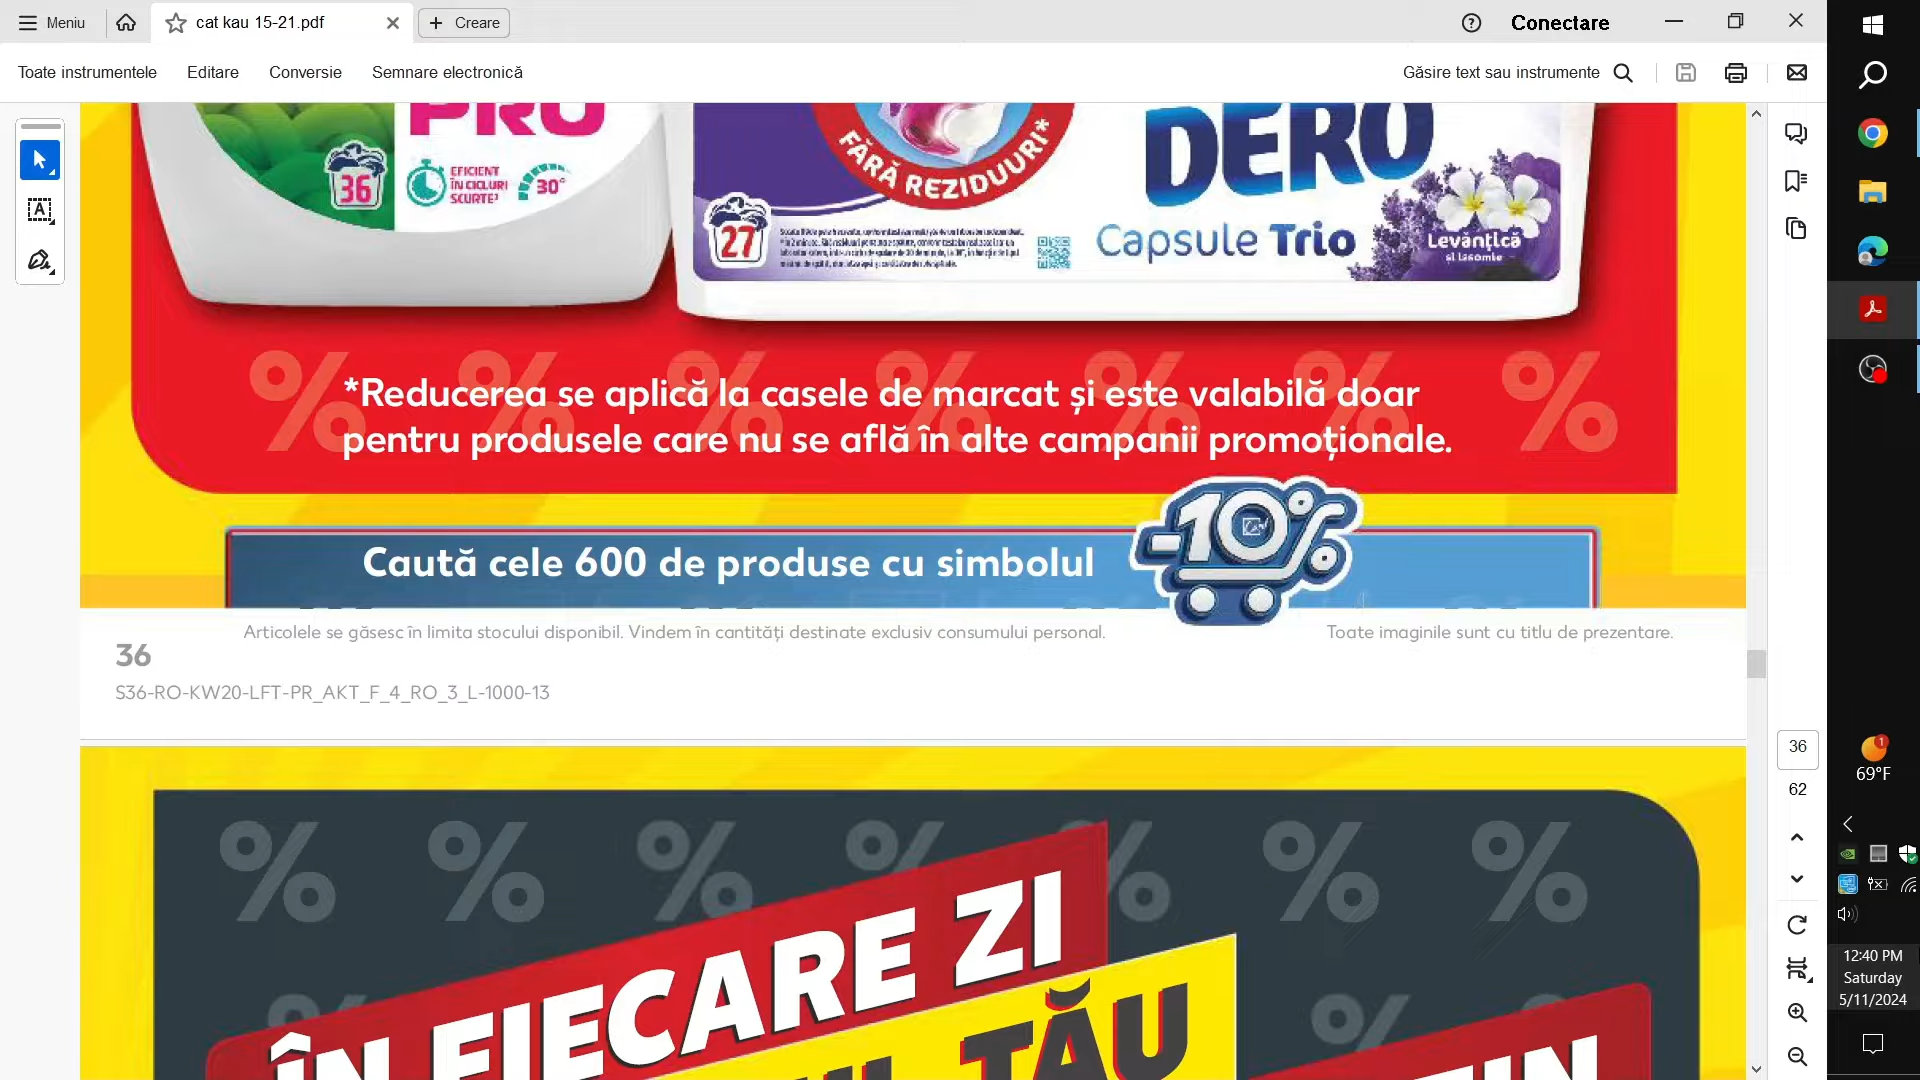 Meniu
cat kau 15-21.pdf
Creare
Conectare
Toate instrumentele
Editare
Conversie
Semnare electronică
Găsire text sau instrumente
PRO
36
EFICIENT
ÎN CICLURI
SCURTE
30°
FĂRĂ REZIDUURI*
DERO
Capsule Trio
Levănțică
și Iasomie
27
*Reducerea se aplică la casele de marcat și este valabilă doar
pentru produsele care nu se află în alte campanii promoționale.
Caută cele 600 de produse cu simbolul
-10%
Articolele se găsesc în limita stocului disponibil. Vindem în cantități destinate exclusiv consumului personal.
Toate imaginile sunt cu titlu de prezentare.
36
S36-RO-KW20-LFT-PR_AKT_F_4_RO_3_L-1000-13
ÎN FIECARE ZI
TĂU
36
62
1
69°F
12:40 PM
Saturday
5/11/2024